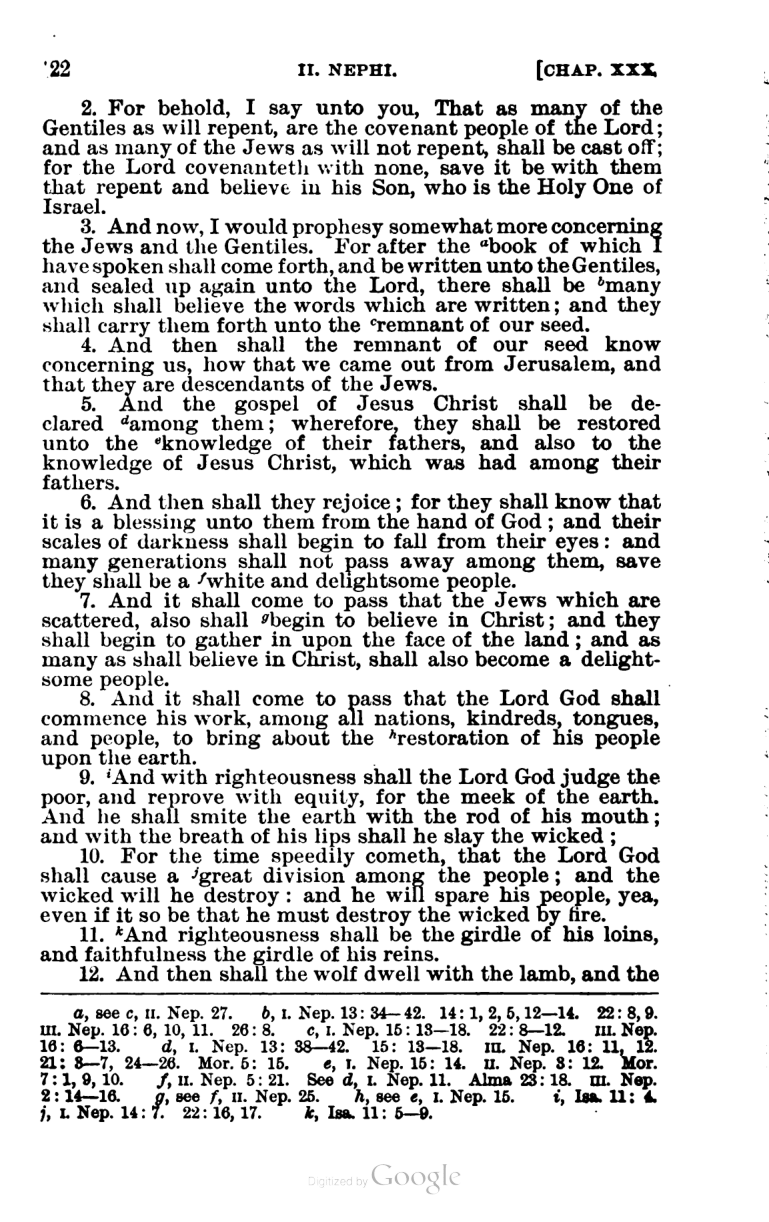 '22 II. NEPHI. [CHAP. XXX.
2. For behold, I say unto you, That as many of the
Gentiles as will repent, are the covenant people of the Lord;
and as many of the Jews as will not repent, shall be cast off;
for the Lord covenanteth with none, save it be with them
that repent and believe in his Son, who is the Holy One of
Israel.
3. And now, I would prophesy somewhat more concerning
the Jews and the Gentiles. For after the ᵃbook of which I
have spoken shall come forth, and be written unto the Gentiles,
and sealed up again unto the Lord, there shall be ᵇmany
which shall believe the words which are written; and they
shall carry them forth unto the ᶜremnant of our seed.
4. And then shall the remnant of our seed know
concerning us, how that we came out from Jerusalem, and
that they are descendants of the Jews.
5. And the gospel of Jesus Christ shall be de-
clared ᵈamong them; wherefore, they shall be restored
unto the ᵉknowledge of their fathers, and also to the
knowledge of Jesus Christ, which was had among their
fathers.
6. And then shall they rejoice; for they shall know that
it is a blessing unto them from the hand of God; and their
scales of darkness shall begin to fall from their eyes: and
many generations shall not pass away among them, save
they shall be a ᶠwhite and delightsome people.
7. And it shall come to pass that the Jews which are
scattered, also shall ᵍbegin to believe in Christ; and they
shall begin to gather in upon the face of the land; and as
many as shall believe in Christ, shall also become a delight-
some people.
8. And it shall come to pass that the Lord God shall
commence his work, among all nations, kindreds, tongues,
and people, to bring about the ʰrestoration of his people
upon the earth.
9. ⁱAnd with righteousness shall the Lord God judge the
poor, and reprove with equity, for the meek of the earth.
And he shall smite the earth with the rod of his mouth;
and with the breath of his lips shall he slay the wicked;
10. For the time speedily cometh, that the Lord God
shall cause a ʲgreat division among the people; and the
wicked will he destroy: and he will spare his people, yea,
even if it so be that he must destroy the wicked by fire.
11. ᵏAnd righteousness shall be the girdle of his loins,
and faithfulness the girdle of his reins.
12. And then shall the wolf dwell with the lamb, and the
a, see c, II. Nep. 27. b, I. Nep. 13: 34—42. 14: 1, 2, 5, 12—14. 22: 8, 9.
III. Nep. 16: 6, 10, 11. 26: 8. c, I. Nep. 15: 13—18. 22: 8—12. III. Nep.
16: 6—13. d, I. Nep. 13: 38—42. 15: 13—18. III. Nep. 16: 11, 12.
21: 3—7, 24—26. Mor. 5: 15. e, I. Nep. 15: 14. II. Nep. 3: 12. Mor.
7: 1, 9, 10. f, II. Nep. 5: 21. See d, I. Nep. 11. Alma 23: 18. III. Nep.
2: 14—16. g, see f, II. Nep. 25. h, see e, I. Nep. 15. i, Isa. 11: 4.
j, I. Nep. 14: 7. 22: 16, 17. k, Isa. 11: 5—9.
Digitized by Google